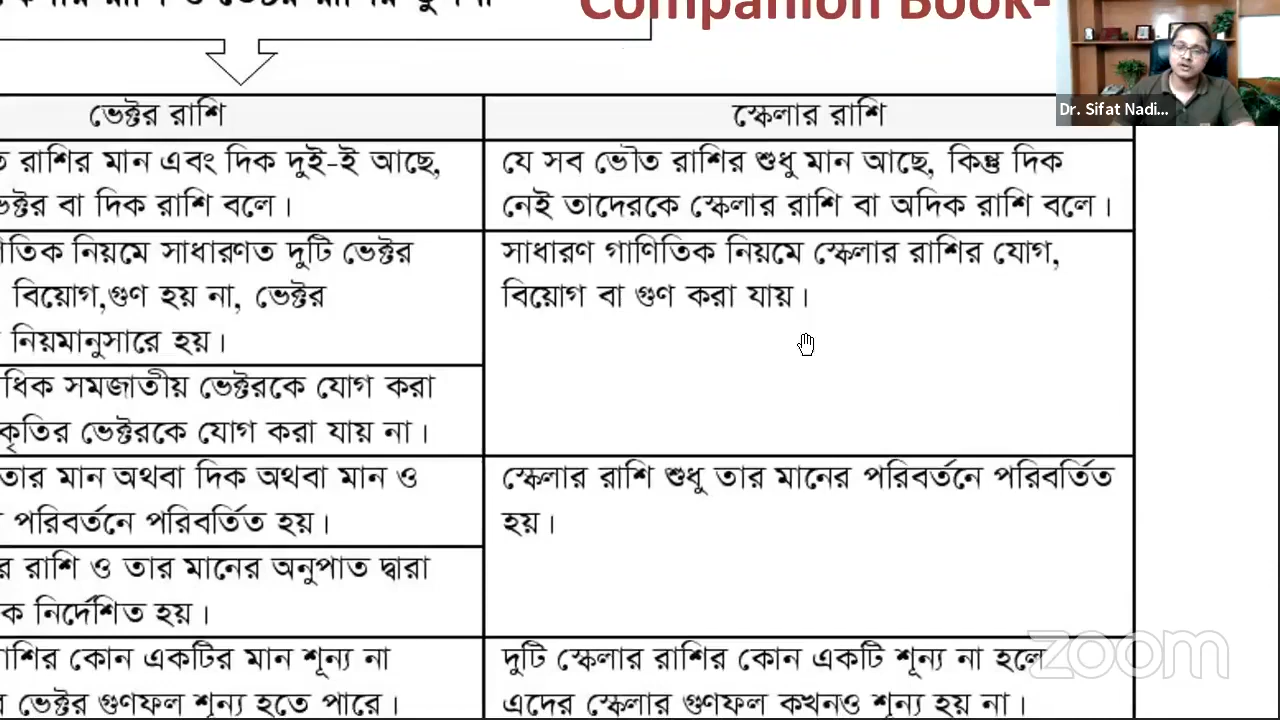 Companion Book-
Dr. Sifat Nadi...
ভেক্টর রাশি
স্কেলার রাশি
রাশির মান এবং দিক দুই-ই আছে,
বা দিক রাশি বলে।
যে সব ভৌত রাশির শুধু মান আছে, কিন্তু দিক
নেই তাদেরকে স্কেলার রাশি বা অদিক রাশি বলে।
নিয়মে সাধারণত দুটি ভেক্টর
বিয়োগ,গুণ হয় না, ভেক্টর
নিয়মানুসারে হয়।
সাধারণ গাণিতিক নিয়মে স্কেলার রাশির যোগ,
বিয়োগ বা গুণ করা যায়।
সমজাতীয় ভেক্টরকে যোগ করা
ভেক্টরকে যোগ করা যায় না।
তার মান অথবা দিক অথবা মান ও
পরিবর্তনে পরিবর্তিত হয়।
স্কেলার রাশি শুধু তার মানের পরিবর্তনে পরিবর্তিত
হয়।
রাশি ও তার মানের অনুপাত দ্বারা
নির্দেশিত হয়।
কোন একটির মান শূন্য না
ভেক্টর গুণফল শূন্য হতে পারে।
দুটি স্কেলার রাশির কোন একটি শূন্য না হলে
এদের স্কেলার গুণফল কখনও শূন্য হয় না।
zoom